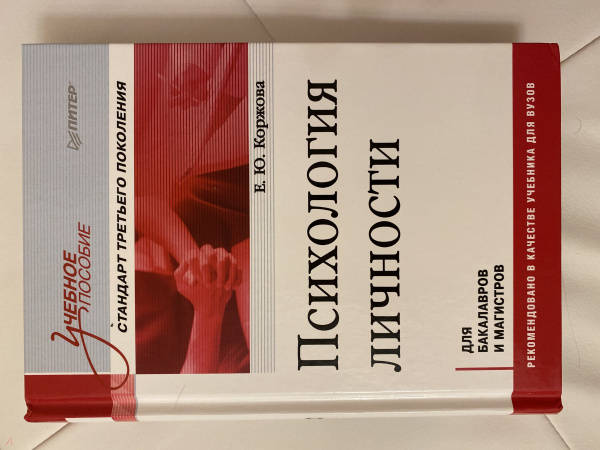 УЧЕБНОЕ
ПОСОБИЕ
ПИТЕР
СТАНДАРТ ТРЕТЬЕГО ПОКОЛЕНИЯ
Е. Ю. Коржова
Психология
личности
ДЛЯ
БАКАЛАВРОВ
И МАГИСТРОВ
РЕКОМЕНДОВАНО В КАЧЕСТВЕ УЧЕБНИКА ДЛЯ ВУЗОВ